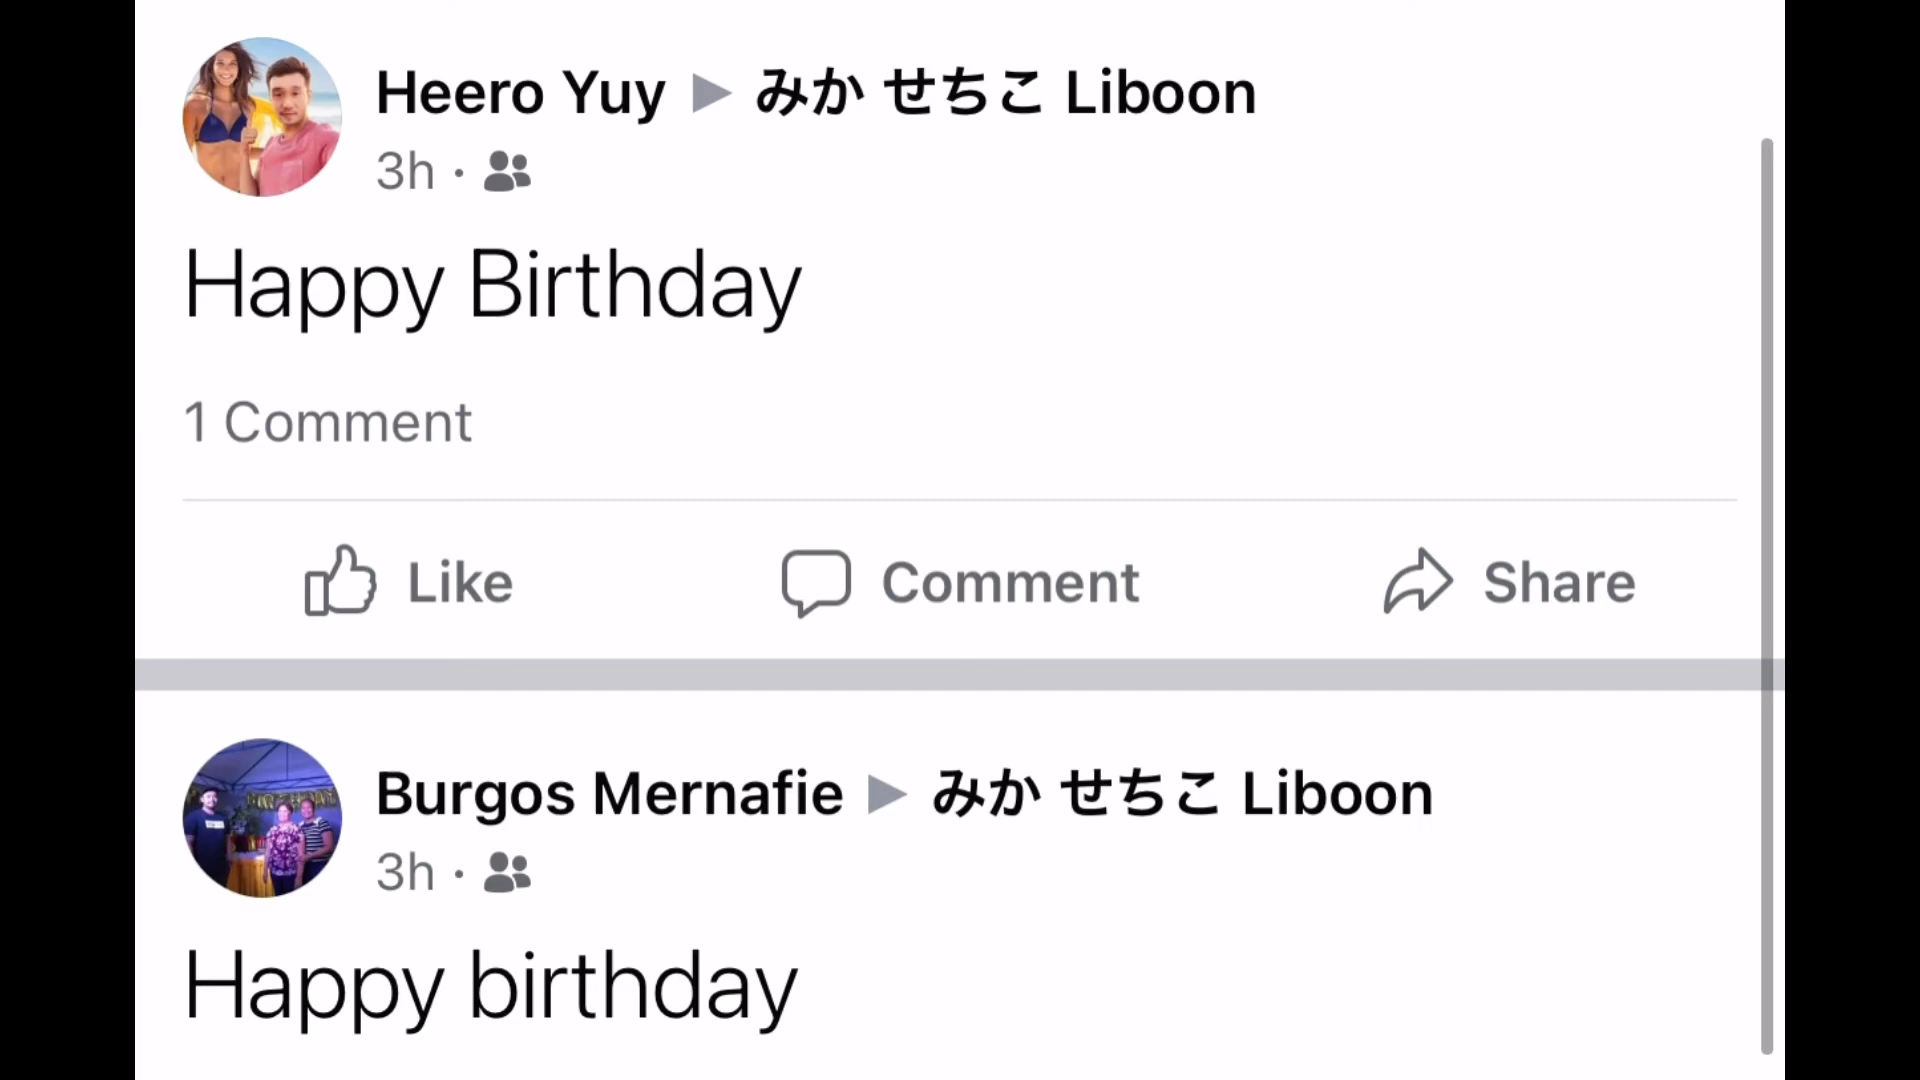 Heero Yuy ▶ みか せちこ Liboon
3h ·
Happy Birthday
1 Comment
Like Comment Share
Burgos Mernafie ▶ みか せちこ Liboon
3h ·
Happy birthday